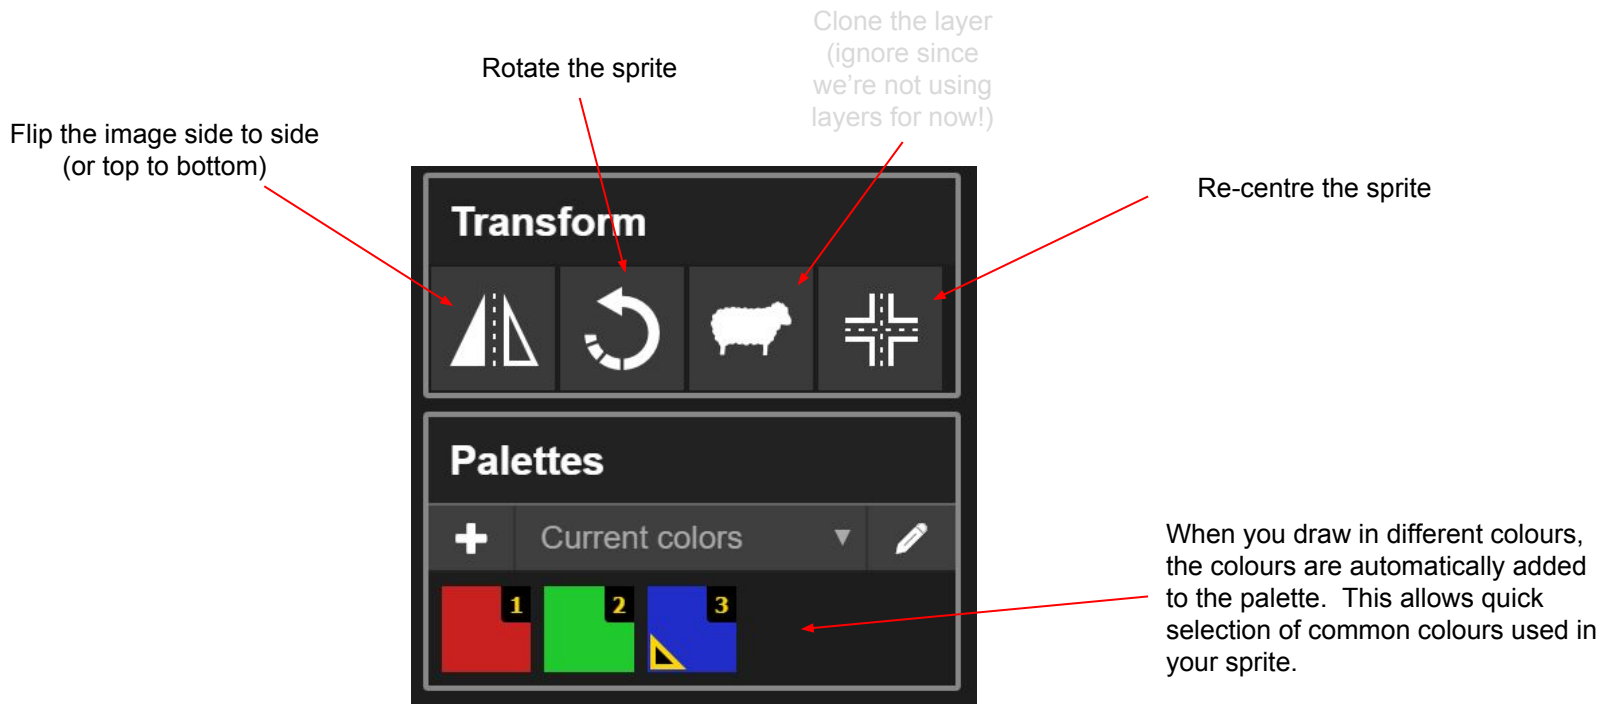 Clone the layer
(ignore since
we're not using
layers for now!)
Rotate the sprite
Flip the image side to side
(or top to bottom)
Re-centre the sprite
Transform
Palettes
Current colors
1
2
3
When you draw in different colours,
the colours are automatically added
to the palette.  This allows quick
selection of common colours used in
your sprite.